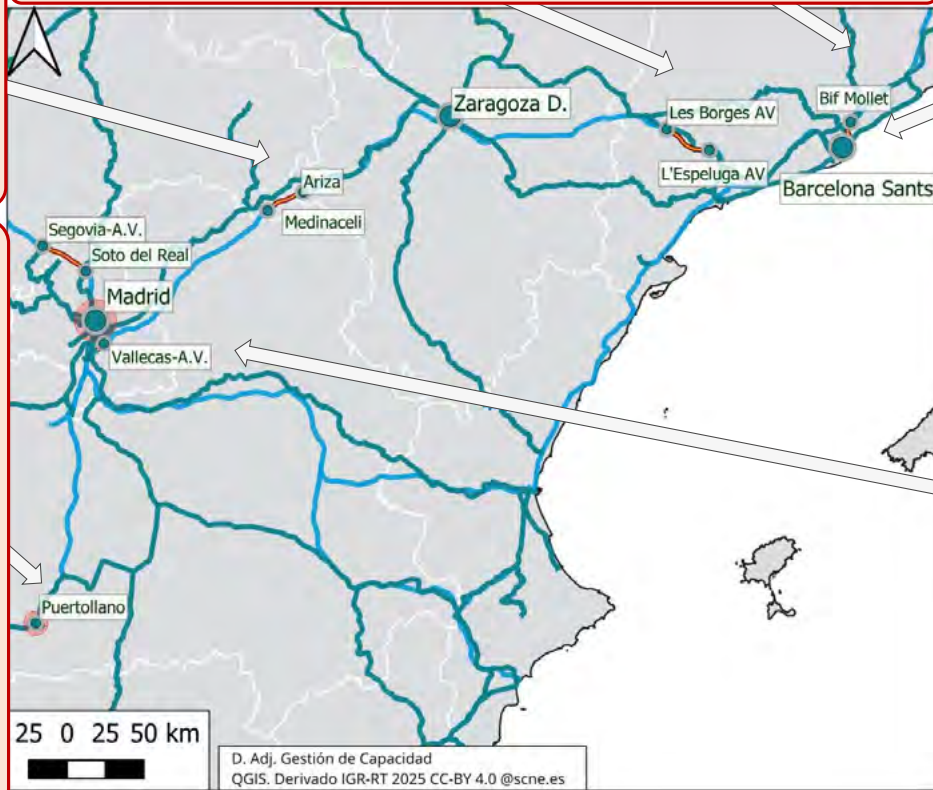 Zaragoza D.
Les Borges AV
Bif Mollet
L'Espeluga AV
Barcelona Sants
Ariza
Medinaceli
Segovia-A.V.
Soto del Real
Madrid
Vallecas-A.V.
Puertollano
25 0 25 50 km
D. Adj. Gestión de Capacidad
QGIS. Derivado IGR-RT 2025 CC-BY 4.0 @scne.es